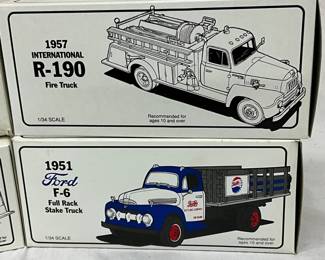 1957
INTERNATIONAL
R-190
Fire Truck
1/34 SCALE
Recommended for
ages 10 and over.
1951
Ford
F-6
Full Rack
Stake Truck
1/34 SCALE
Recommended for
ages 10 and over.